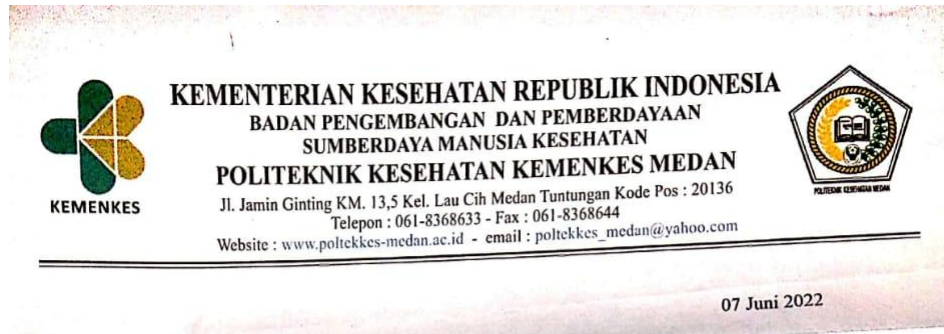 KEMENTERIAN KESEHATAN REPUBLIK INDONESIA
BADAN PENGEMBANGAN DAN PEMBERDAYAAN
SUMBERDAYA MANUSIA KESEHATAN
POLITEKNIK KESEHATAN KEMENKES MEDAN
Jl. Jamin Ginting KM. 13,5 Kel. Lau Cih Medan Tuntungan Kode Pos : 20136
Telepon : 061-8368633 - Fax : 061-8368644
Website : www.poltekkes-medan.ac.id - email : poltekkes_medan@yahoo.com
KEMENKES
POLITEKNIK KESEHATAN MEDAN
07 Juni 2022